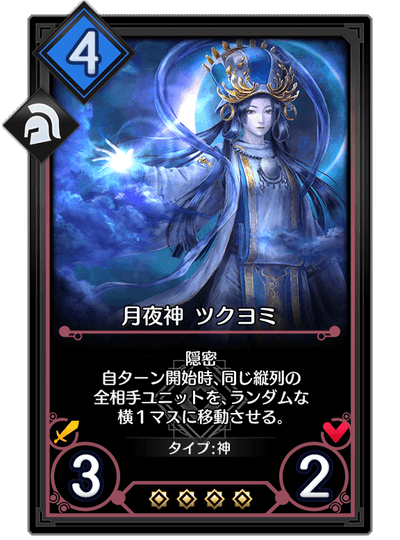 4
月夜神 ツクヨミ
隠密
自ターン開始時、同じ縦列の
全相手ユニットを、ランダムな
横１マスに移動させる。
タイプ:神
3
2